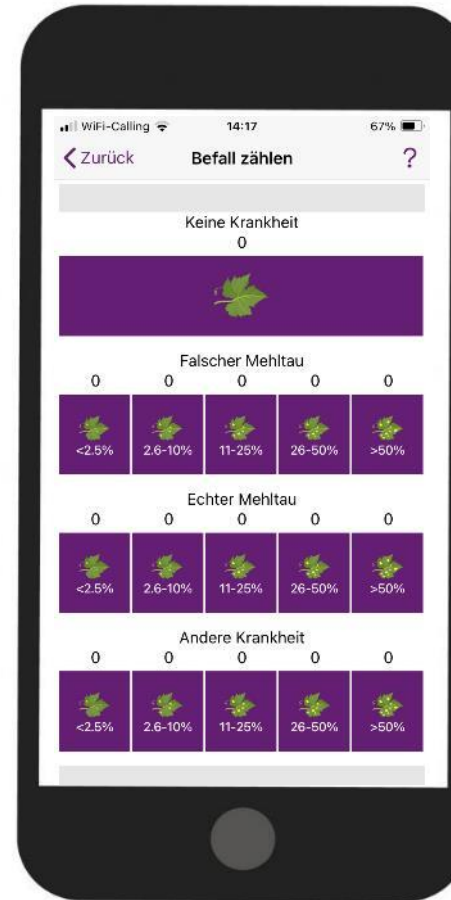 WiFi-Calling 14:17 67%
Zurück Befall zählen ?
Keine Krankheit
0
Falscher Mehltau
0 0 0 0 0
<2.5% 2.6-10% 11-25% 26-50% >50%
Echter Mehltau
0 0 0 0 0
<2.5% 2.6-10% 11-25% 26-50% >50%
Andere Krankheit
0 0 0 0 0
<2.5% 2.6-10% 11-25% 26-50% >50%